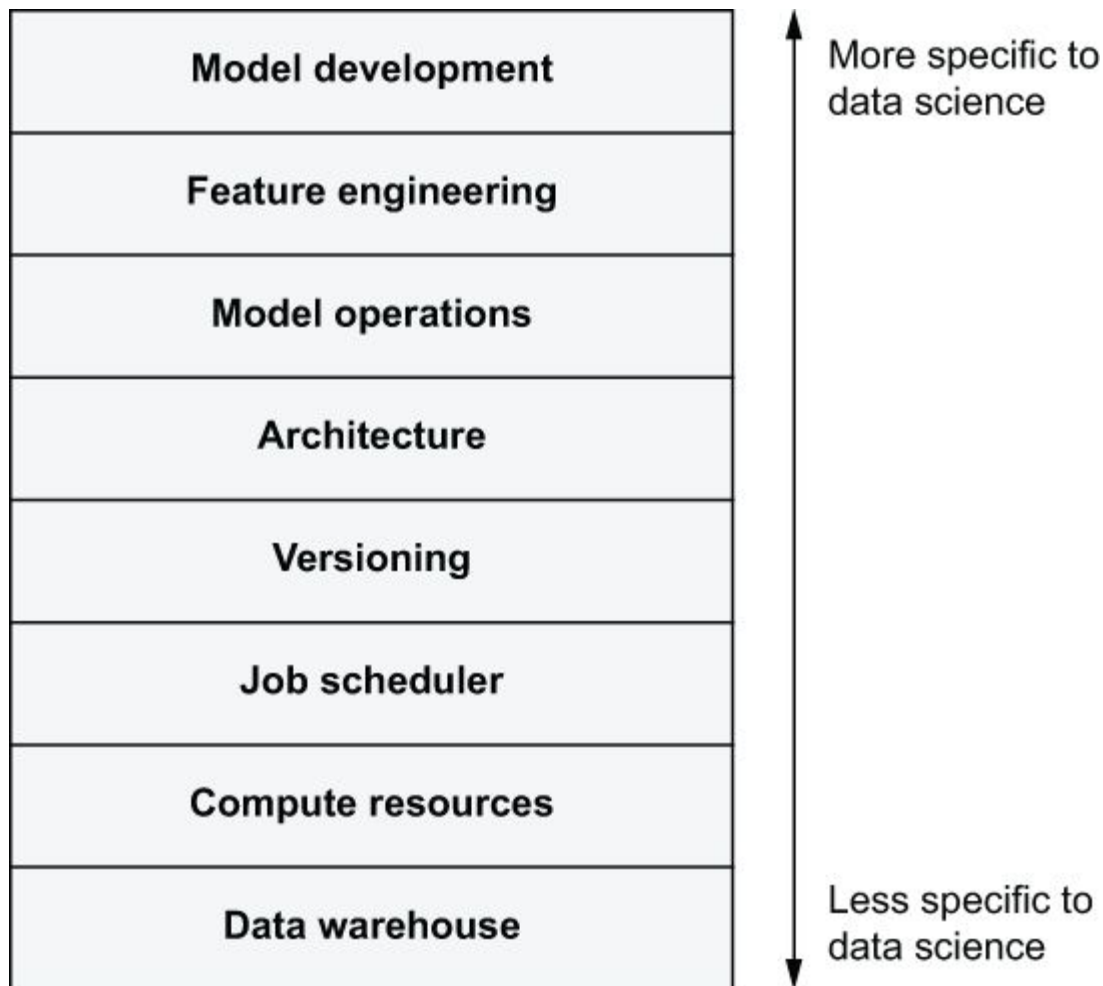 Model development
More specific to
data science
Feature engineering
Model operations
Architecture
Versioning
Job scheduler
Compute resources
Data warehouse
Less specific to
data science